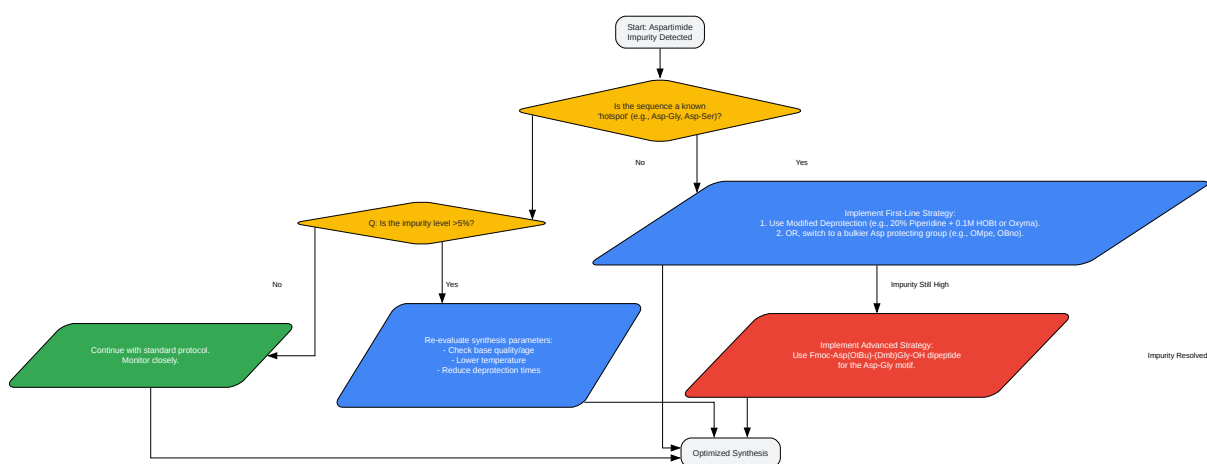 Start: Aspartimide
Impurity Detected
Is the sequence a known
'hotspot' (e.g., Asp-Gly, Asp-Ser)?
No
Yes
Q: Is the impurity level >5%?
Implement First-Line Strategy:
1. Use Modified Deprotection (e.g., 20% Piperidine + 0.1M HOBt or Oxyma).
2. OR, switch to a bulkier Asp protecting group (e.g., OMpe, OBno).
No
Yes
Impurity Still High
Continue with standard protocol.
Monitor closely.
Re-evaluate synthesis parameters:
- Check base quality/age
- Lower temperature
- Reduce deprotection times
Implement Advanced Strategy:
Use Fmoc-Asp(OtBu)-(Dmb)Gly-OH dipeptide
for the Asp-Gly motif.
Impurity Resolved
Optimized Synthesis